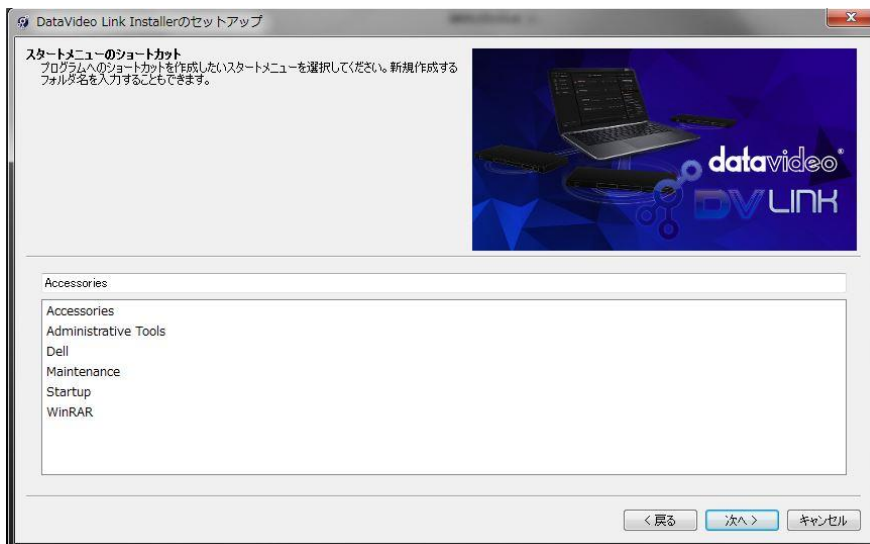 DataVideo Link Installerのセットアップ
スタートメニューのショートカット
プログラムへのショートカットを作成したいスタートメニューを選択してください。新規作成する
フォルダ名を入力することもできます。
datavideo®
DV LINK
Accessories
Accessories
Administrative Tools
Dell
Maintenance
Startup
WinRAR
< 戻る
次へ >
キャンセル